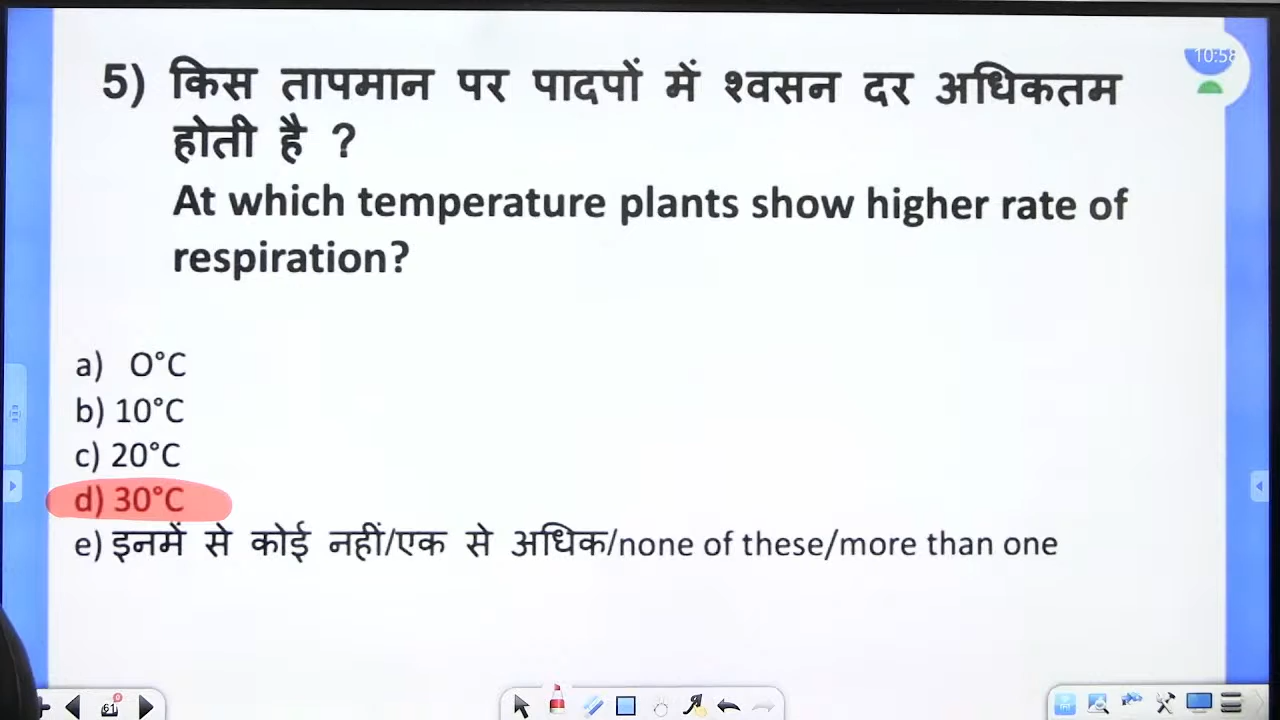 10:58
5) किस तापमान पर पादपों में श्वसन दर अधिकतम
होती है ?
At which temperature plants show higher rate of
respiration?
a) O°C
b) 10°C
c) 20°C
d) 30°C
e) इनमें से कोई नहीं/एक से अधिक/none of these/more than one
61